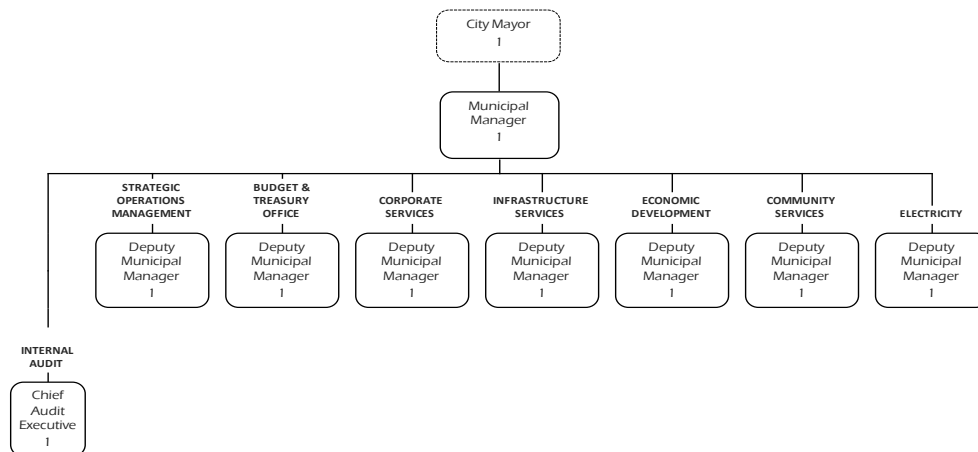 City Mayor
1
Municipal
Manager
1
STRATEGIC
OPERATIONS
MANAGEMENT
Deputy
Municipal
Manager
1
BUDGET &
TREASURY
OFFICE
Deputy
Municipal
Manager
1
CORPORATE
SERVICES
Deputy
Municipal
Manager
1
INFRASTRUCTURE
SERVICES
Deputy
Municipal
Manager
1
ECONOMIC
DEVELOPMENT
Deputy
Municipal
Manager
1
COMMUNITY
SERVICES
Deputy
Municipal
Manager
1
ELECTRICITY
Deputy
Municipal
Manager
1
INTERNAL
AUDIT
Chief
Audit
Executive
1